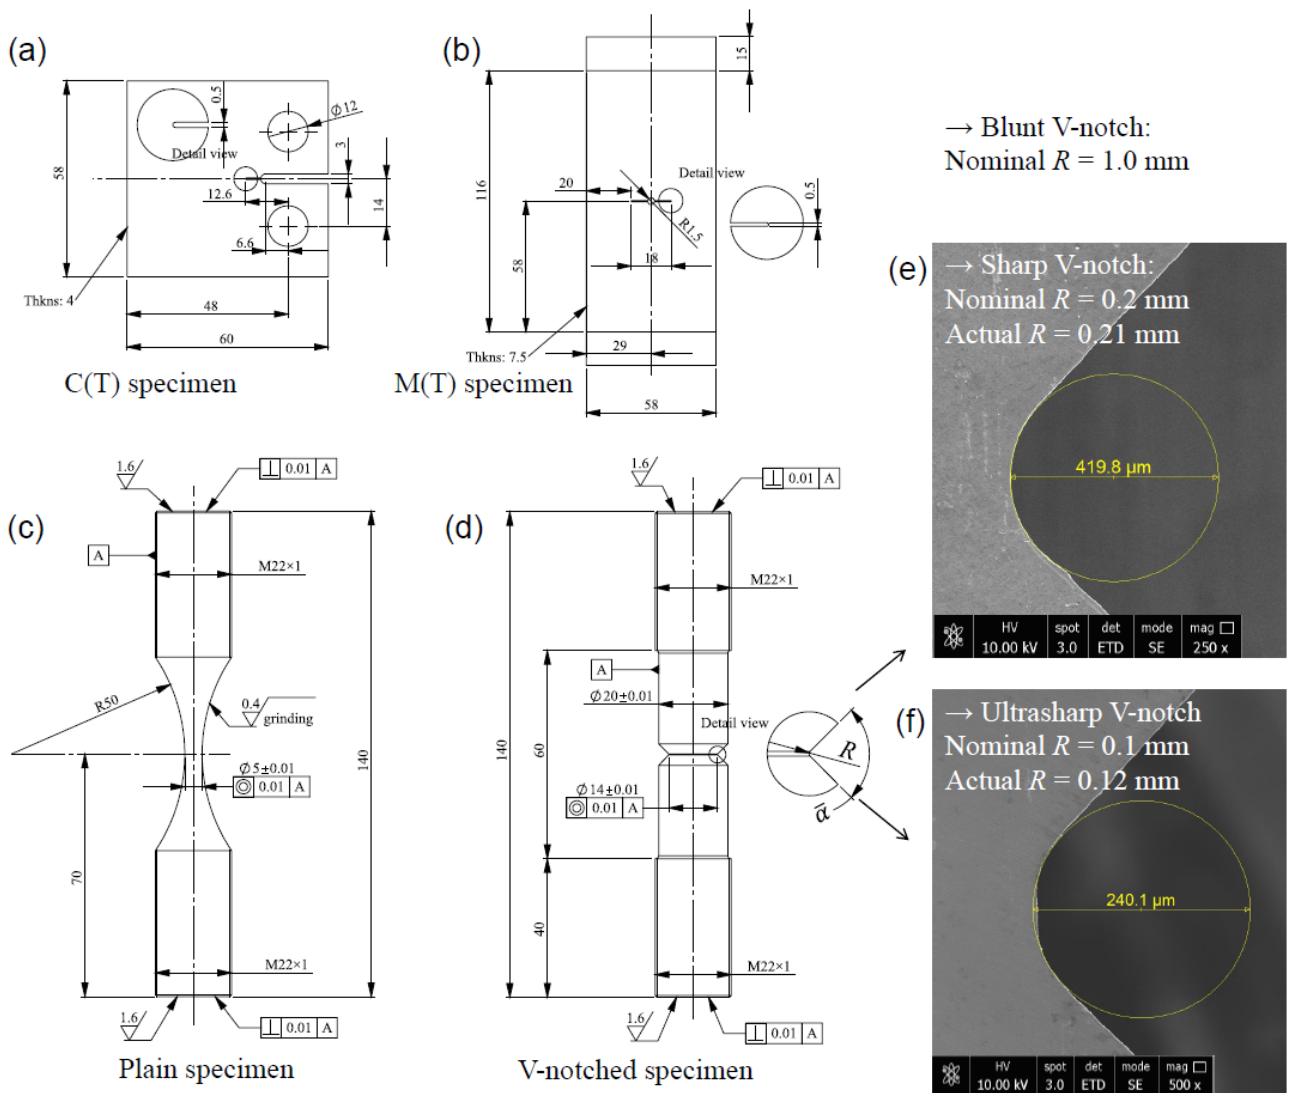 (a)
58
0.5
Detail view
Ø12
3
12.6
14
6.6
Thkns: 4
48
60
C(T) specimen
(b)
15
116
20
Detail view
0.5
R1.5
18
58
Thkns: 7.5
29
58
M(T) specimen
→ Blunt V-notch:
Nominal R = 1.0 mm
(e)
→ Sharp V-notch:
Nominal R = 0.2 mm
Actual R = 0.21 mm
419.8 µm
HV spot det mode mag
10.00 kV 3.0 ETD SE 250 x
(c)
1.6
⊥ 0.01 A
A
M22×1
R50
0.4
grinding
Ø5±0.01
◎ 0.01 A
140
70
M22×1
1.6
⊥ 0.01 A
Plain specimen
(d)
1.6
⊥ 0.01 A
M22×1
A
Ø20±0.01
Detail view
140
60
Ø14±0.01
◎ 0.01 A
R
ᾱ
40
M22×1
1.6
⊥ 0.01 A
V-notched specimen
(f)
→ Ultrasharp V-notch
Nominal R = 0.1 mm
Actual R = 0.12 mm
240.1 µm
HV spot det mode mag
10.00 kV 3.0 ETD SE 500 x